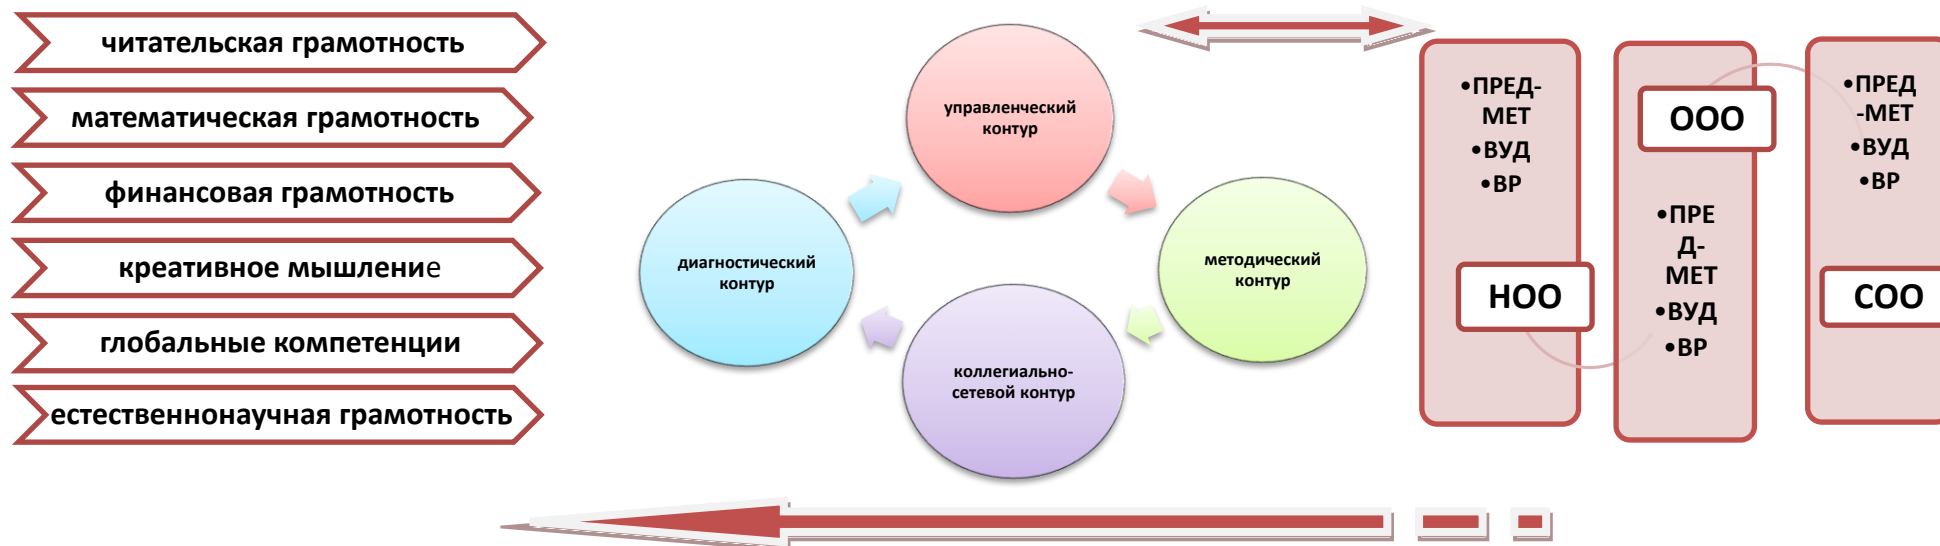 читательская грамотность
математическая грамотность
финансовая грамотность
креативное мышление
глобальные компетенции
естественнонаучная грамотность
управленческий
контур
диагностический
контур
методический
контур
коллегиально-
сетевой контур
•ПРЕД-
МЕТ
•ВУД
•ВР
НОО
ООО
•ПРЕ
Д-
МЕТ
•ВУД
•ВР
•ПРЕД
-МЕТ
•ВУД
•ВР
СОО